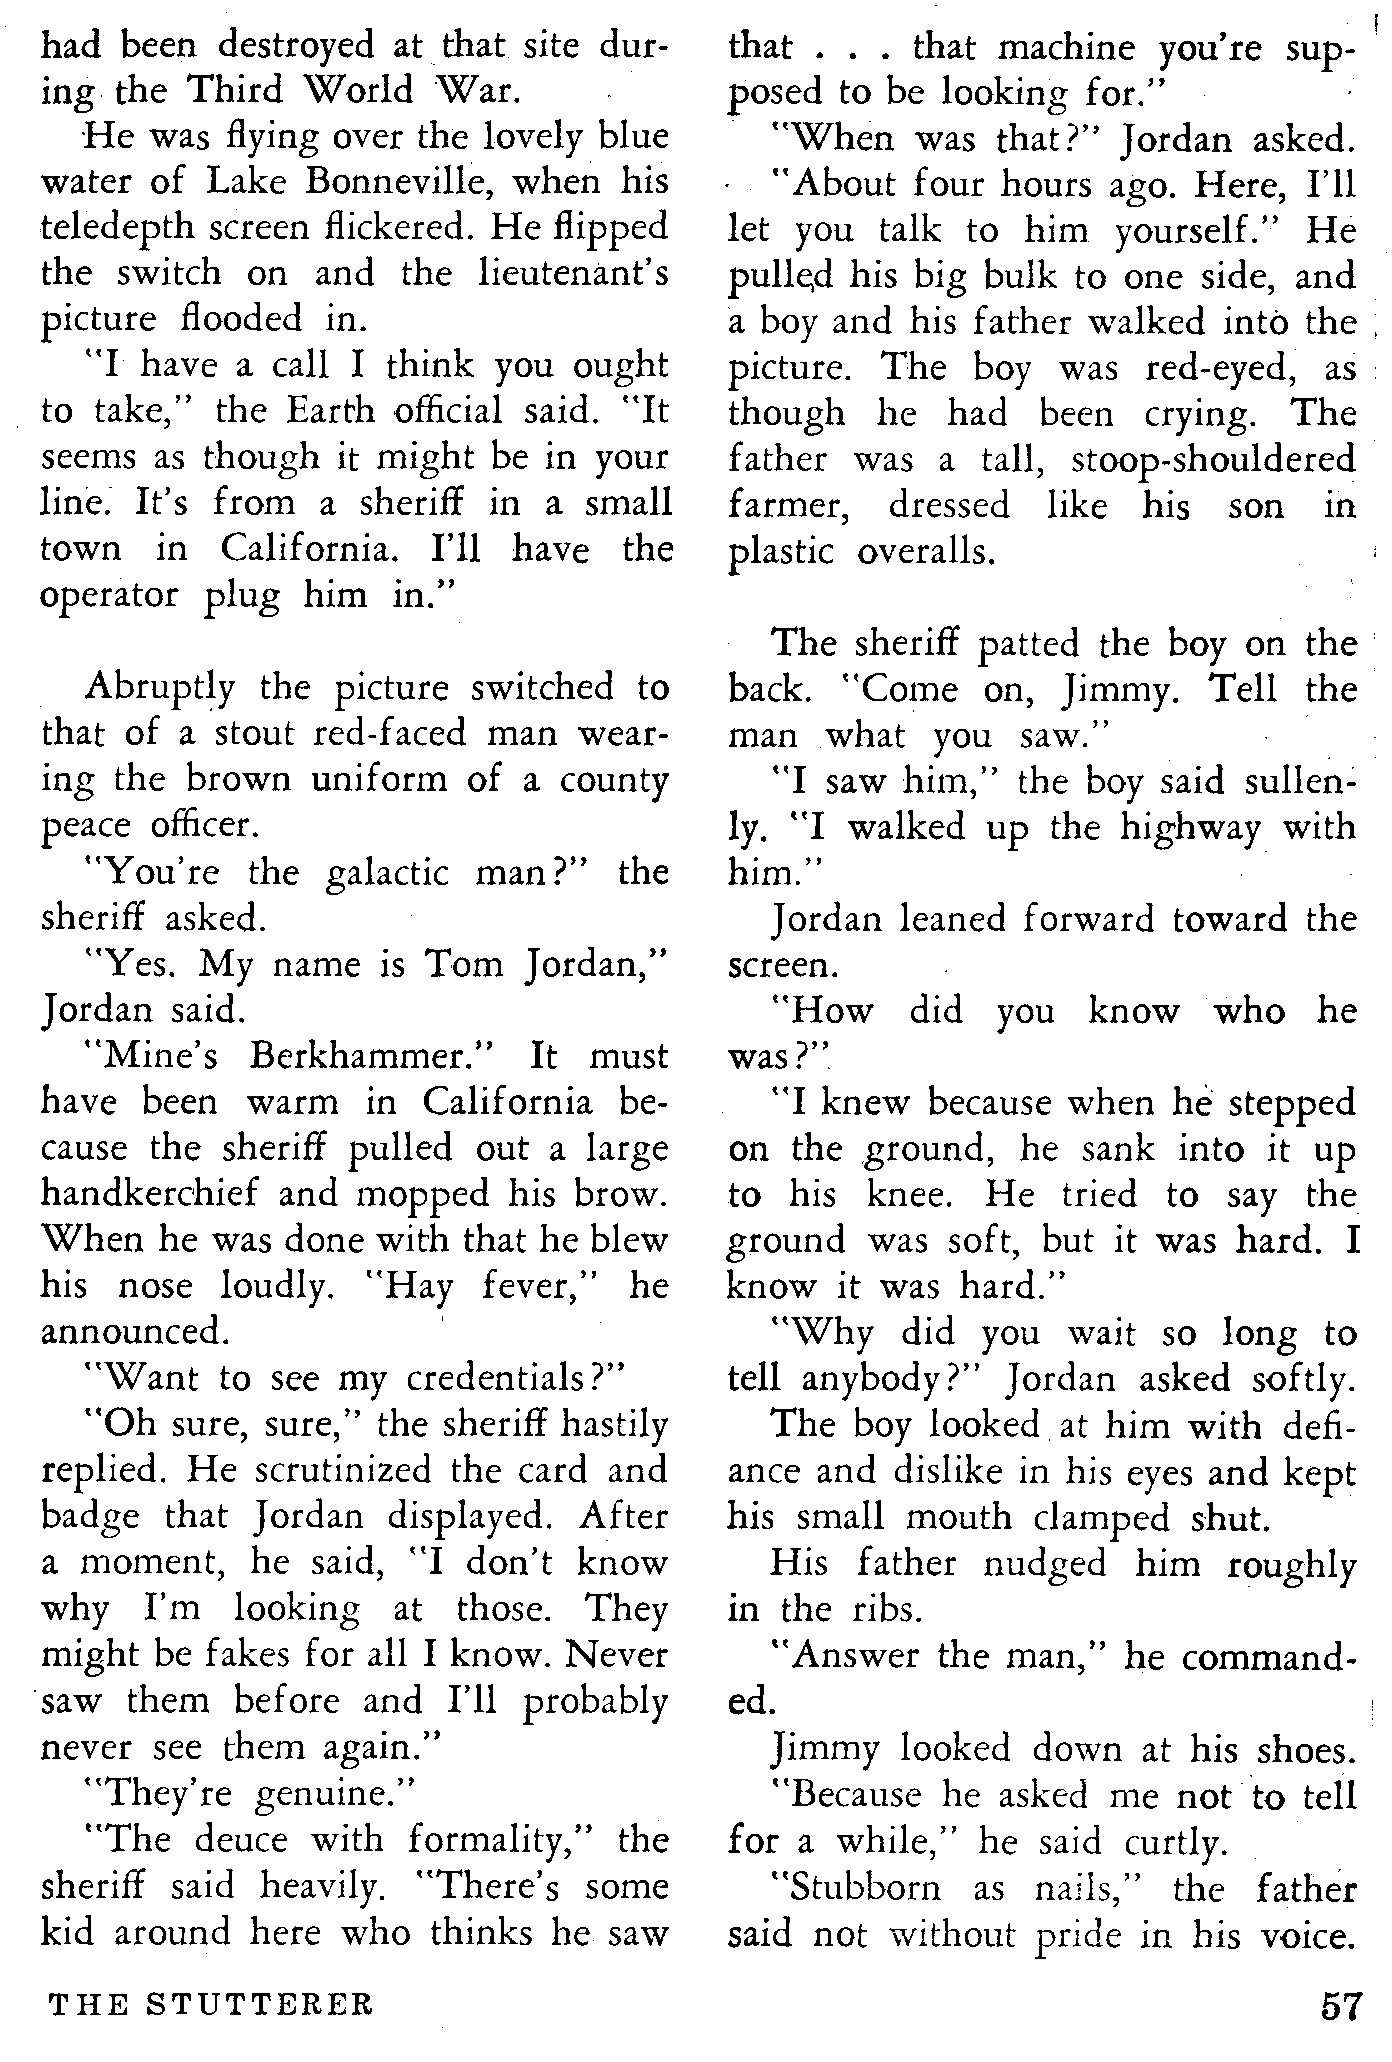 had been destroyed at that site dur-
ing the Third World War.
He was flying over the lovely blue
water of Lake Bonneville, when his
teledepth screen flickered. He flipped
the switch on and the lieutenant's
picture flooded in.
"I have a call I think you ought
to take," the Earth official said. "It
seems as though it might be in your
line. It's from a sheriff in a small
town in California. I'll have the
operator plug him in."
Abruptly the picture switched to
that of a stout red-faced man wear-
ing the brown uniform of a county
peace officer.
"You're the galactic man?" the
sheriff asked.
"Yes. My name is Tom Jordan,"
Jordan said.
"Mine's Berkhammer." It must
have been warm in California be-
cause the sheriff pulled out a large
handkerchief and mopped his brow.
When he was done with that he blew
his nose loudly. "Hay fever," he
announced.
"Want to see my credentials?"
"Oh sure, sure," the sheriff hastily
replied. He scrutinized the card and
badge that Jordan displayed. After
a moment, he said, "I don't know
why I'm looking at those. They
might be fakes for all I know. Never
saw them before and I'll probably
never see them again."
"They're genuine."
"The deuce with formality," the
sheriff said heavily. "There's some
kid around here who thinks he saw
that . . . that machine you're sup-
posed to be looking for."
"When was that?" Jordan asked.
"About four hours ago. Here, I'll
let you talk to him yourself." He
pulled his big bulk to one side, and
a boy and his father walked into the
picture. The boy was red-eyed, as
though he had been crying. The
father was a tall, stoop-shouldered
farmer, dressed like his son in
plastic overalls.
The sheriff patted the boy on the
back. "Come on, Jimmy. Tell the
man what you saw."
"I saw him," the boy said sullen-
ly. "I walked up the highway with
him."
Jordan leaned forward toward the
screen.
"How did you know who he
was?"
"I knew because when he stepped
on the ground, he sank into it up
to his knee. He tried to say the
ground was soft, but it was hard. I
know it was hard."
"Why did you wait so long to
tell anybody?" Jordan asked softly.
The boy looked at him with defi-
ance and dislike in his eyes and kept
his small mouth clamped shut.
His father nudged him roughly
in the ribs.
"Answer the man," he command-
ed.
Jimmy looked down at his shoes.
"Because he asked me not to tell
for a while," he said curtly.
"Stubborn as nails," the father
said not without pride in his voice.
THE STUTTERER
57